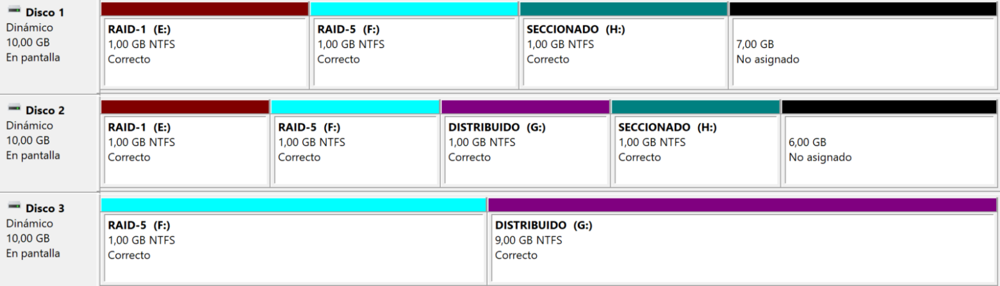 Disco 1
Dinámico
10,00 GB
En pantalla
RAID-1 (E:)
1,00 GB NTFS
Correcto
RAID-5 (F:)
1,00 GB NTFS
Correcto
SECCIONADO (H:)
1,00 GB NTFS
Correcto
7,00 GB
No asignado
Disco 2
Dinámico
10,00 GB
En pantalla
RAID-1 (E:)
1,00 GB NTFS
Correcto
RAID-5 (F:)
1,00 GB NTFS
Correcto
DISTRIBUIDO (G:)
1,00 GB NTFS
Correcto
SECCIONADO (H:)
1,00 GB NTFS
Correcto
6,00 GB
No asignado
Disco 3
Dinámico
10,00 GB
En pantalla
RAID-5 (F:)
1,00 GB NTFS
Correcto
DISTRIBUIDO (G:)
9,00 GB NTFS
Correcto